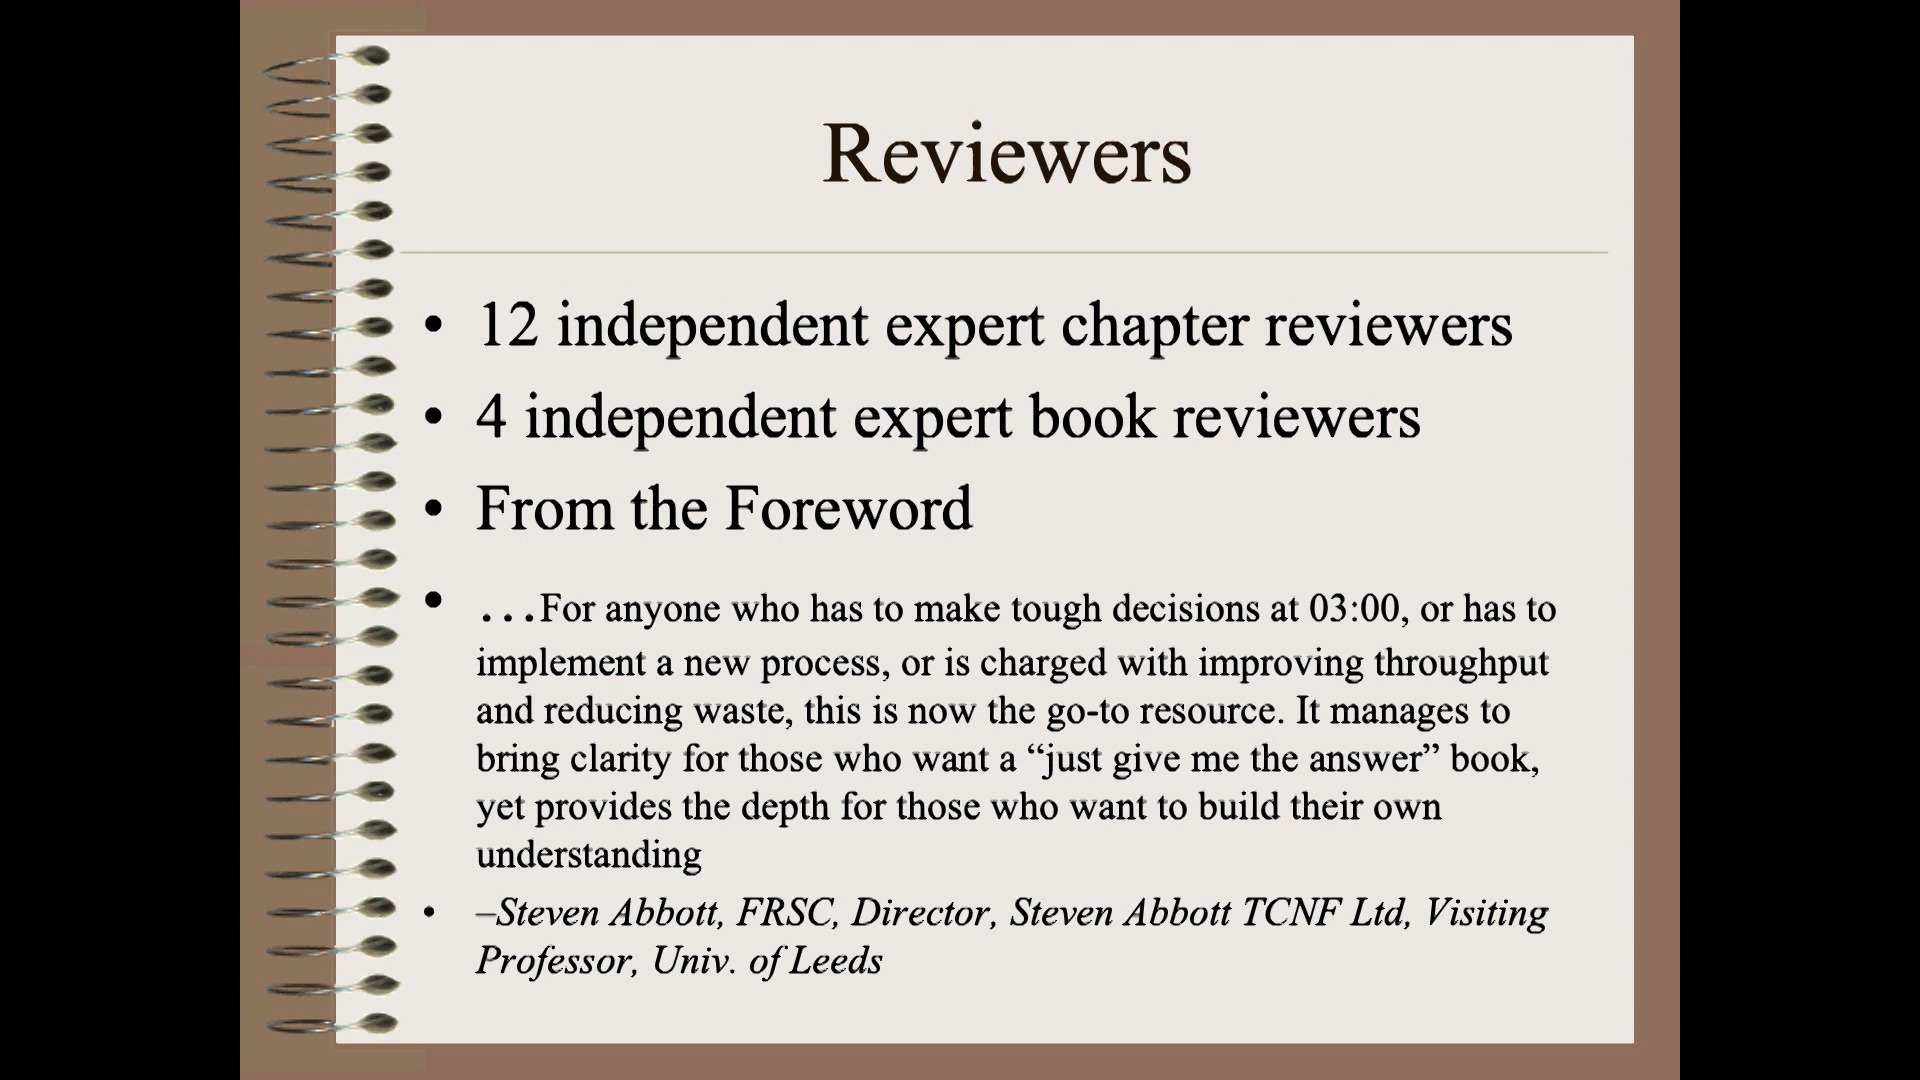 Reviewers
• 12 independent expert chapter reviewers
• 4 independent expert book reviewers
• From the Foreword
• …For anyone who has to make tough decisions at 03:00, or has to
implement a new process, or is charged with improving throughput
and reducing waste, this is now the go-to resource. It manages to
bring clarity for those who want a “just give me the answer” book,
yet provides the depth for those who want to build their own
understanding
• –Steven Abbott, FRSC, Director, Steven Abbott TCNF Ltd, Visiting
Professor, Univ. of Leeds